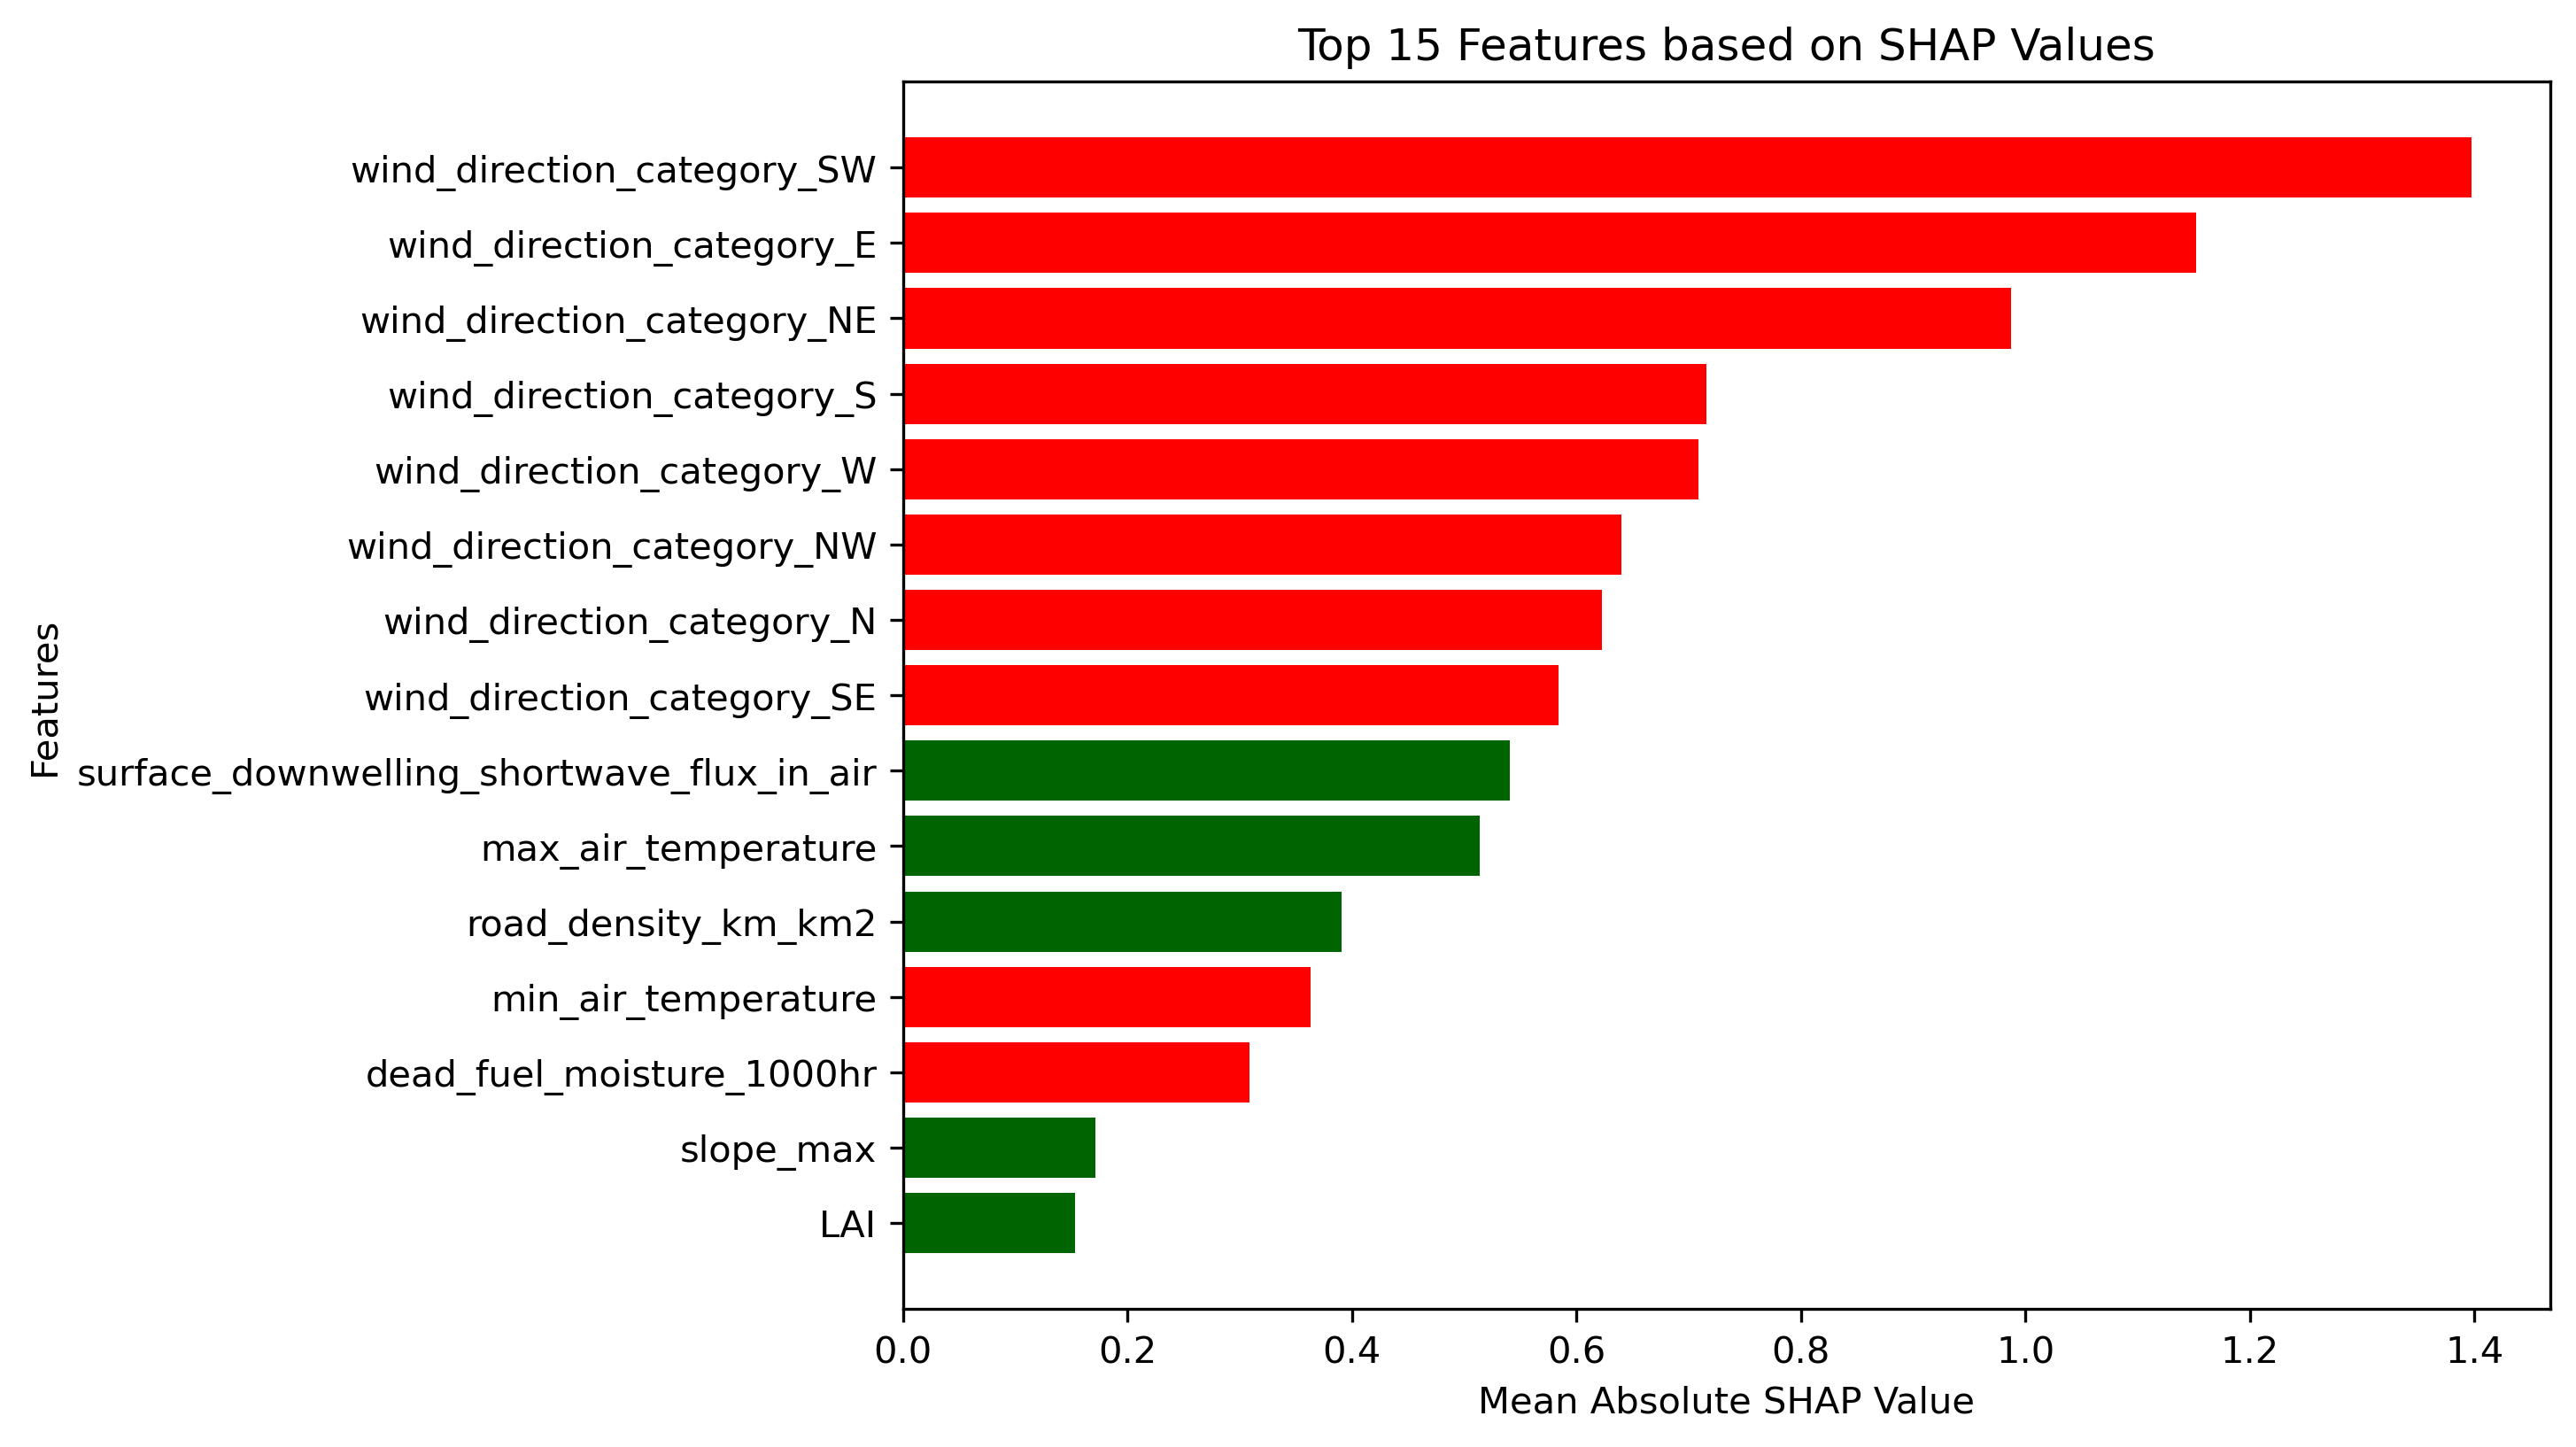 Top 15 Features based on SHAP Values
Features
wind_direction_category_SW
wind_direction_category_E
wind_direction_category_NE
wind_direction_category_S
wind_direction_category_W
wind_direction_category_NW
wind_direction_category_N
wind_direction_category_SE
surface_downwelling_shortwave_flux_in_air
max_air_temperature
road_density_km_km2
min_air_temperature
dead_fuel_moisture_1000hr
slope_max
LAI
0.0 0.2 0.4 0.6 0.8 1.0 1.2 1.4
Mean Absolute SHAP Value